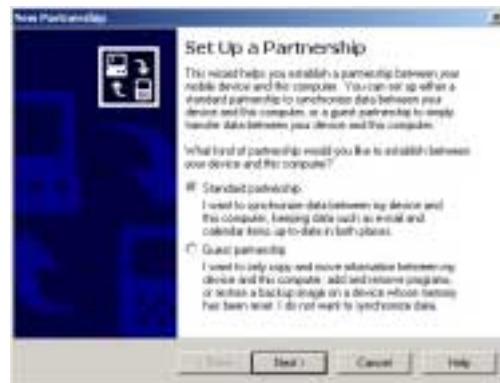 New Partnership
Set Up a Partnership
This wizard helps you establish a partnership between your
mobile device and this computer. You can set up either a
standard partnership to synchronize data between your
device and this computer, or a guest partnership to simply
transfer data between your device and this computer.
What kind of partnership would you like to establish between
your device and this computer?
Standard partnership
I want to synchronize data between my device and
this computer, keeping data such as e-mail and
calendar items up-to-date in both places.
Guest partnership
I want to only copy and move information between my
device and this computer, add and remove programs,
or restore a backup image on a device whose memory
has been reset. I do not want to synchronize data.
Next >
Cancel
Help